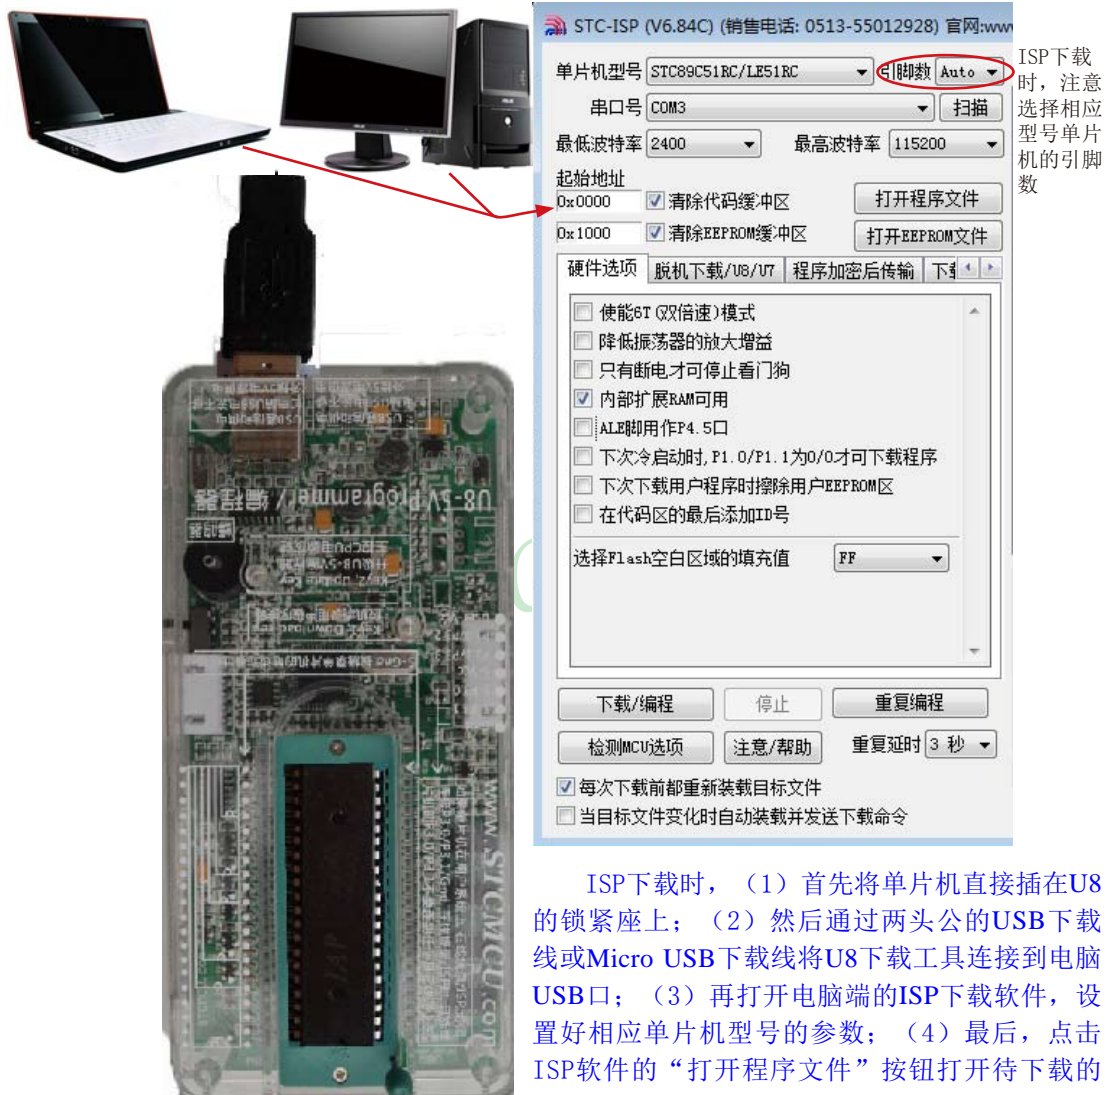 STC-ISP (V6.84C) (销售电话: 0513-55012928) 官网:www
单片机型号 STC89C51RC/LE51RC 引脚数 Auto
串口号 COM3 扫描
最低波特率 2400 最高波特率 115200
起始地址
0x0000 清除代码缓冲区 打开程序文件
0x1000 清除EEPROM缓冲区 打开EEPROM文件
硬件选项 脱机下载/U8/U7 程序加密后传输
使能6T(双倍速)模式
降低振荡器的放大增益
只有断电才可停止看门狗
内部扩展RAM可用
ALE脚用作P4.5口
下次冷启动时,P1.0/P1.1为0/0才可下载程序
下次下载用户程序时擦除用户EEPROM区
在代码区的最后添加ID号
选择Flash空白区域的填充值 FF
下载/编程 停止 重复编程
检测MCU选项 注意/帮助 重复延时 3 秒
每次下载前都重新装载目标文件
当目标文件变化时自动装载并发送下载命令
ISP下载
时，注意
选择相应
型号单片
机的引脚
数
U8-5V Programmer/编程器
www.STCMCU.com
ISP下载时，（1）首先将单片机直接插在U8
的锁紧座上；（2）然后通过两头公的USB下载
线或Micro USB下载线将U8下载工具连接到电脑
USB口；（3）再打开电脑端的ISP下载软件，设
置好相应单片机型号的参数；（4）最后，点击
ISP软件的“打开程序文件”按钮打开待下载的